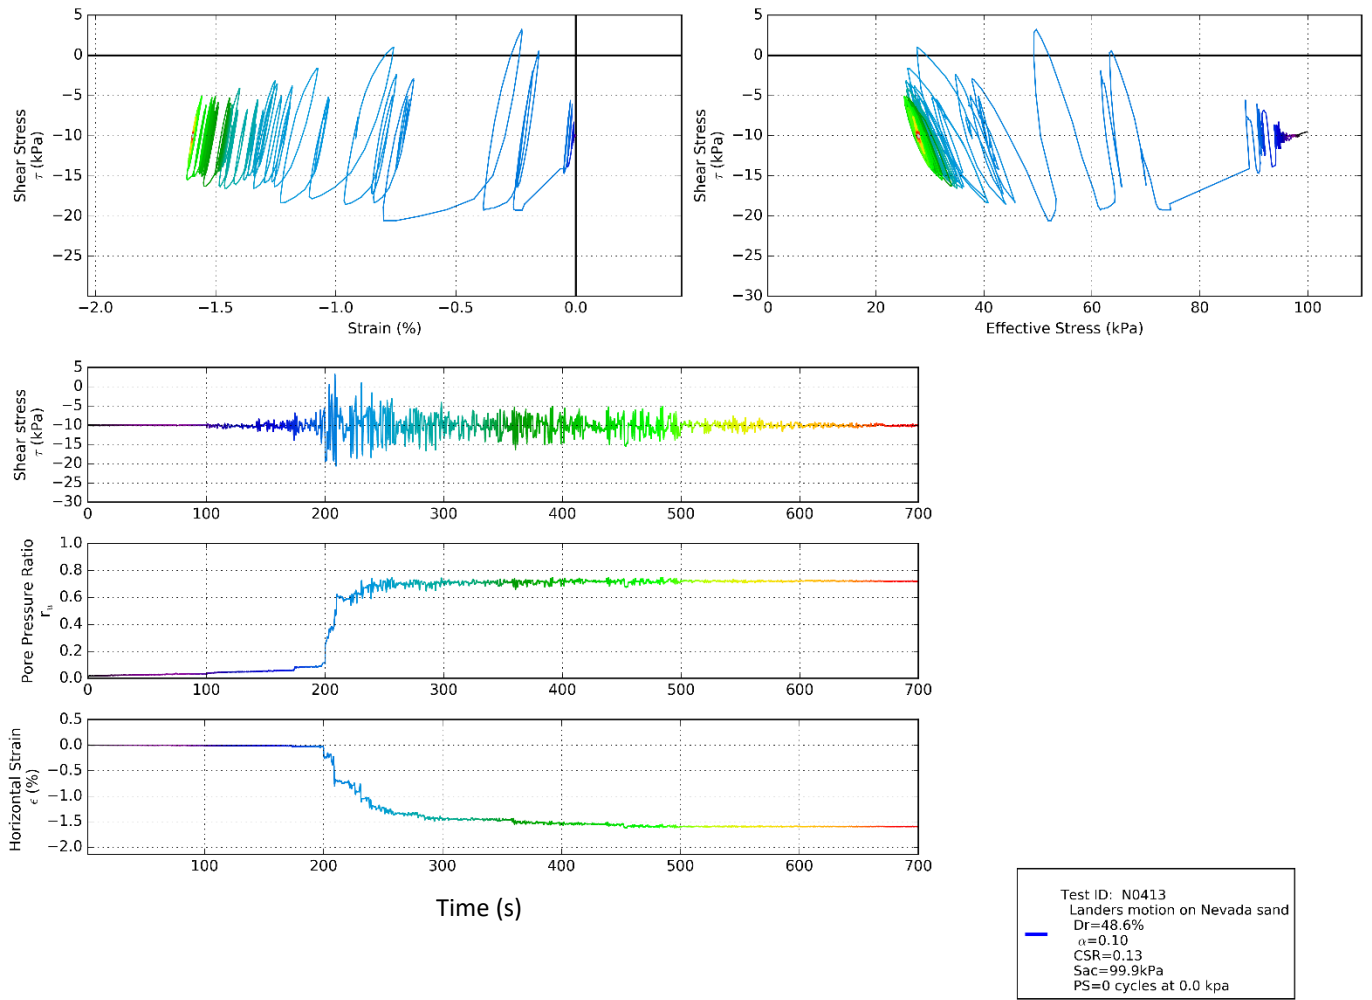 5
0
−5
−10
−15
−20
−25
Shear Stress
τ (kPa)
−2.0 −1.5 −1.0 −0.5 0.0
Strain (%)
5
0
−5
−10
−15
−20
−25
−30
Shear Stress
τ (kPa)
0 20 40 60 80 100
Effective Stress (kPa)
5
0
−5
−10
−15
−20
−25
−30
Shear stress
τ (kPa)
0 100 200 300 400 500 600 700
1.0
0.8
0.6
0.4
0.2
0.0
Pore Pressure Ratio
rᵤ
0 100 200 300 400 500 600 700
0.5
0.0
−0.5
−1.0
−1.5
−2.0
Horizontal Strain
ϵ (%)
100 200 300 400 500 600 700
Time (s)
Test ID: N0413
Landers motion on Nevada sand
Dr=48.6%
α=0.10
CSR=0.13
Sac=99.9kPa
PS=0 cycles at 0.0 kpa